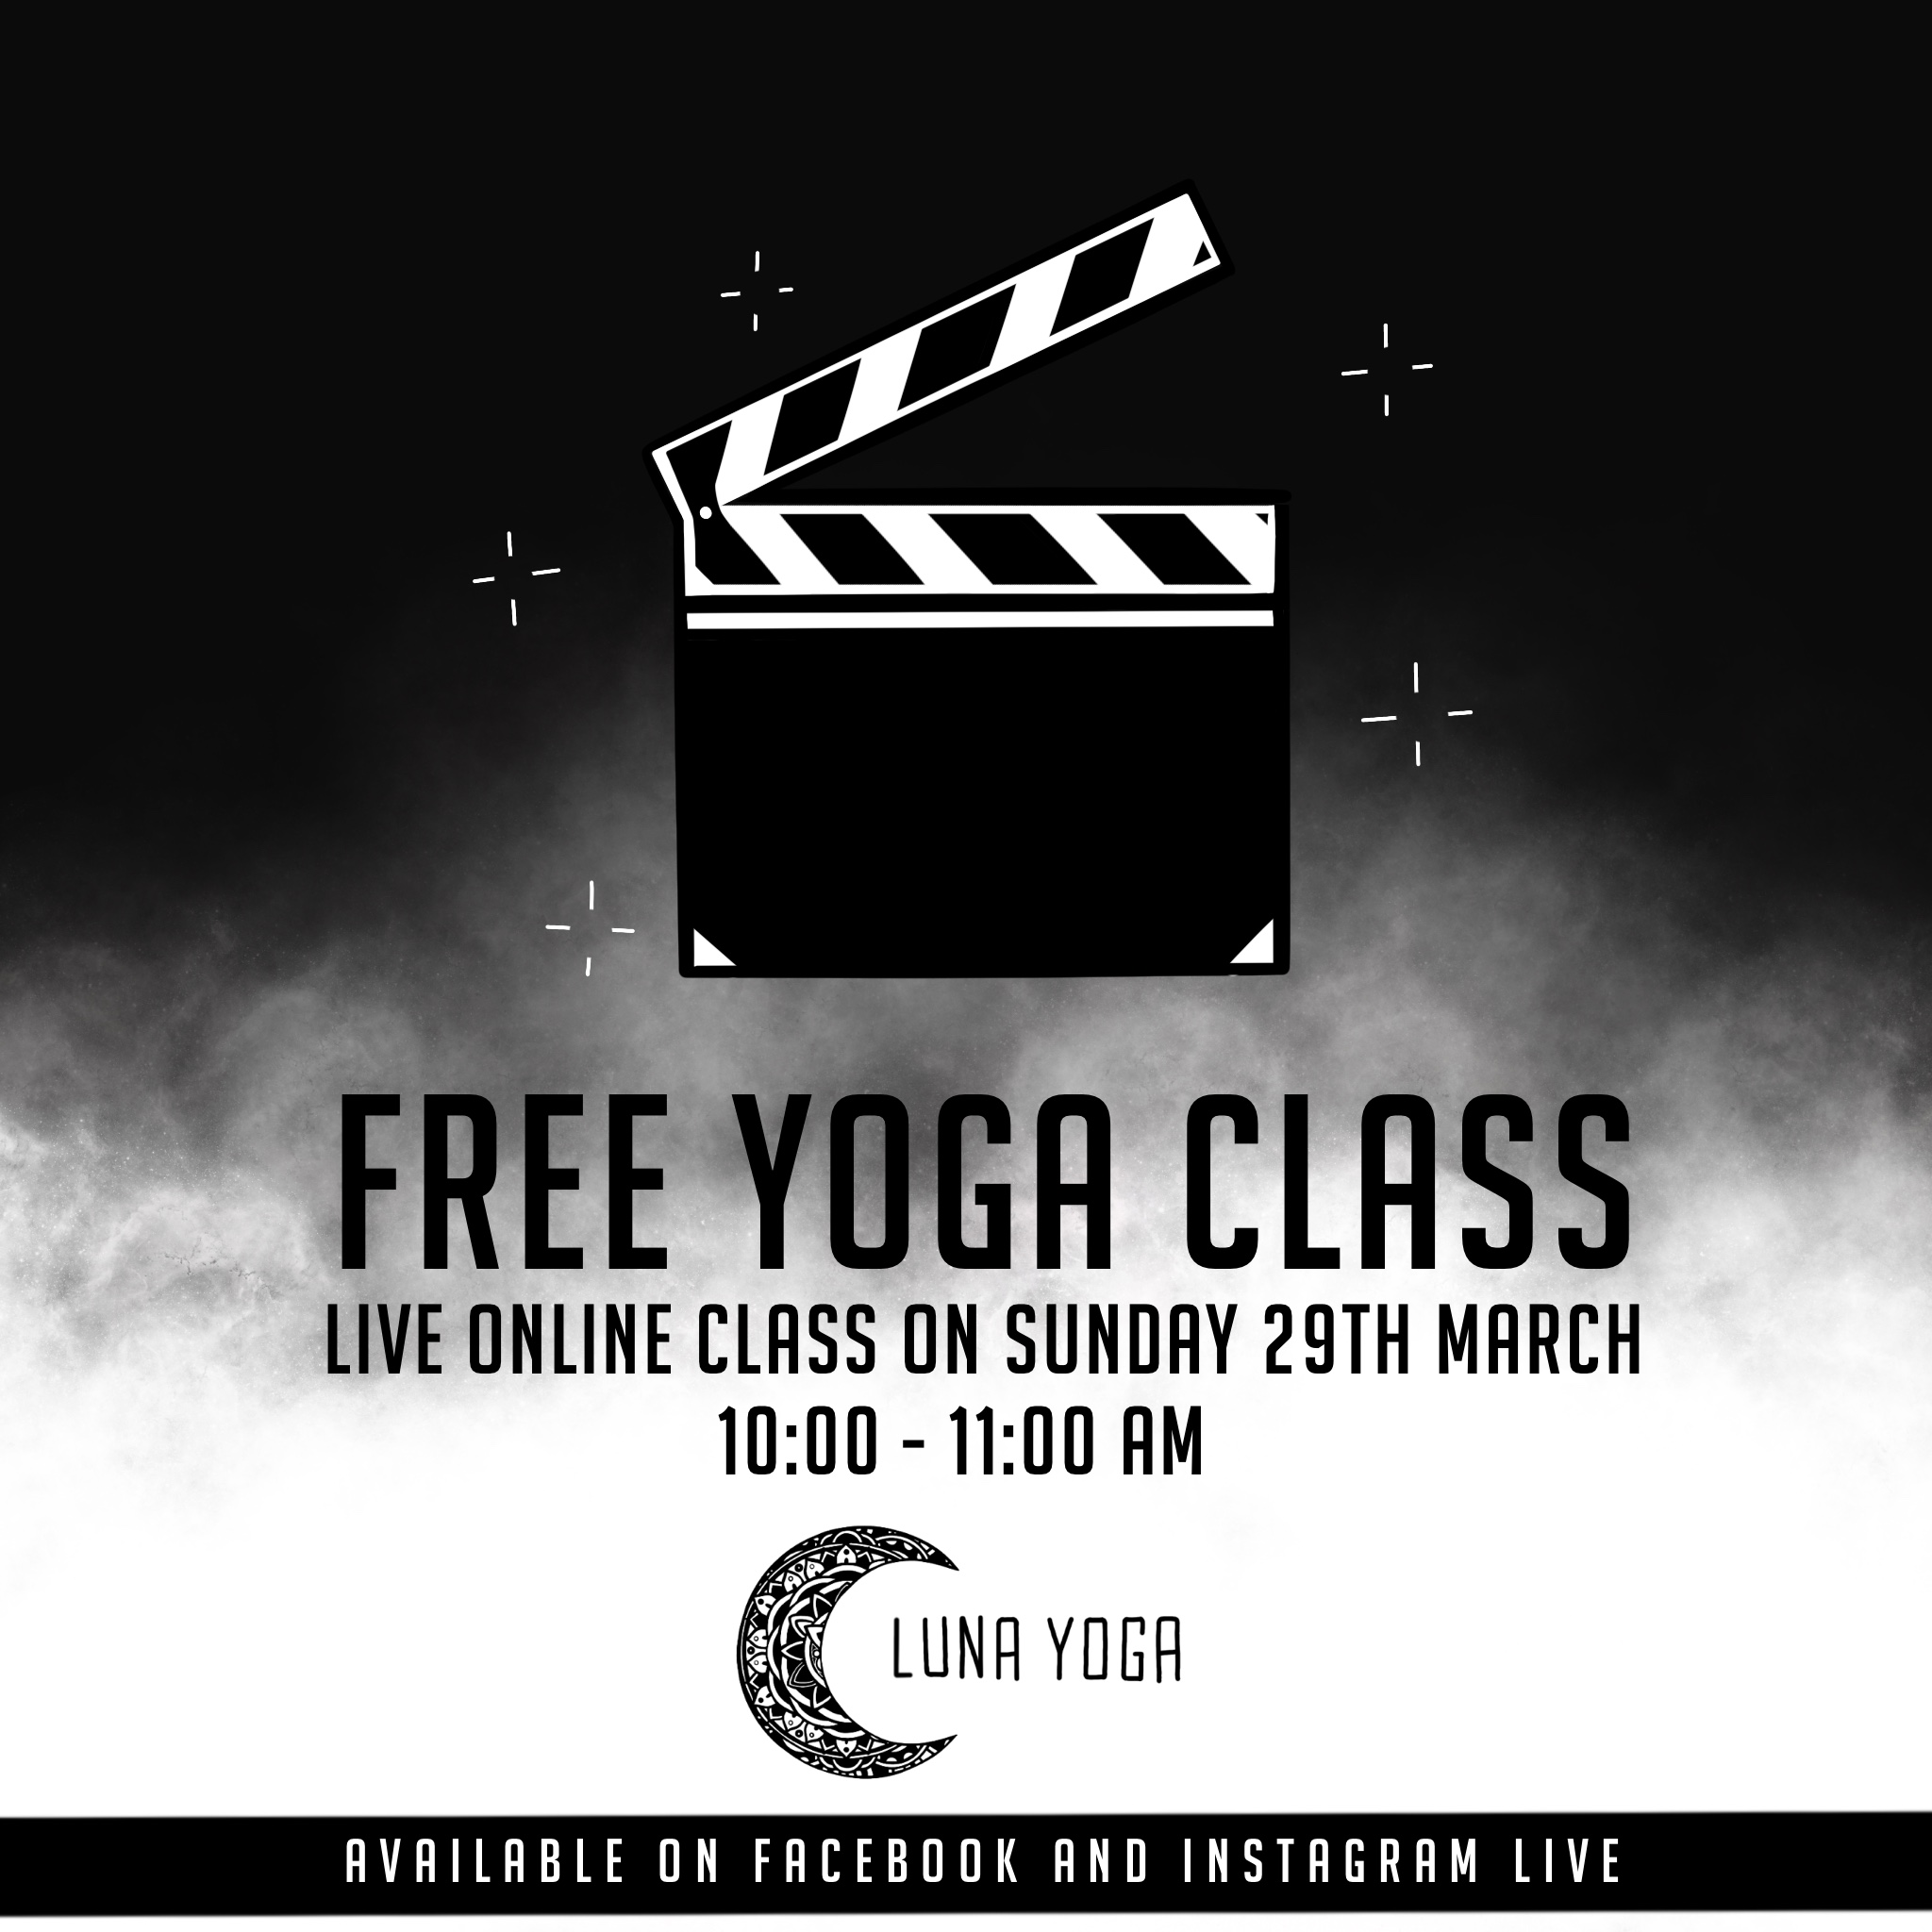 FREE YOGA CLASS
LIVE ONLINE CLASS ON SUNDAY 29TH MARCH
10:00 - 11:00 AM
LUNA YOGA
AVAILABLE ON FACEBOOK AND INSTAGRAM LIVE